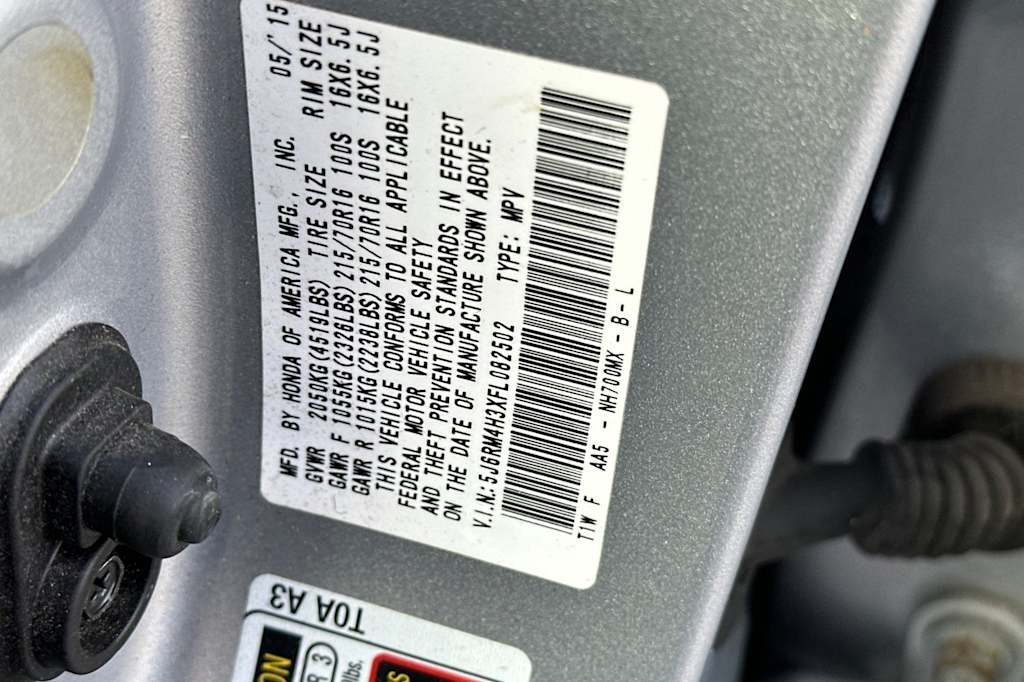 MFD. BY HONDA OF AMERICA MFG., INC. 05/'15
GVWR 2050KG(4519LBS) TIRE SIZE RIM SIZE
GAWR F 1055KG(2326LBS) 215/70R16 100S 16X6.5J
GAWR R 1015KG(2238LBS) 215/70R16 100S 16X6.5J
THIS VEHICLE CONFORMS TO ALL APPLICABLE
FEDERAL MOTOR VEHICLE SAFETY
AND THEFT PREVENTION STANDARDS IN EFFECT
ON THE DATE OF MANUFACTURE SHOWN ABOVE.
V.I.N.:5J6RM4H3XFL082502 TYPE: MPV
T1W F AA5 - NH700MX - B - L
T0A A3
R 3
lbs.